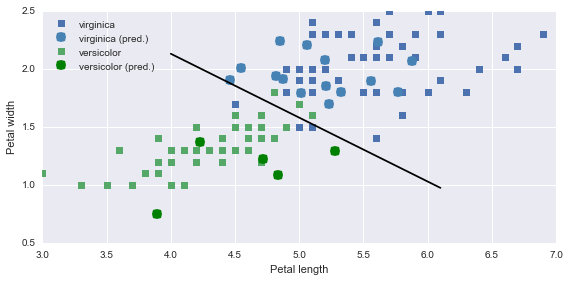 2.5
2.0
1.5
1.0
0.5
Petal width
virginica
virginica (pred.)
versicolor
versicolor (pred.)
3.0 3.5 4.0 4.5 5.0 5.5 6.0 6.5 7.0
Petal length